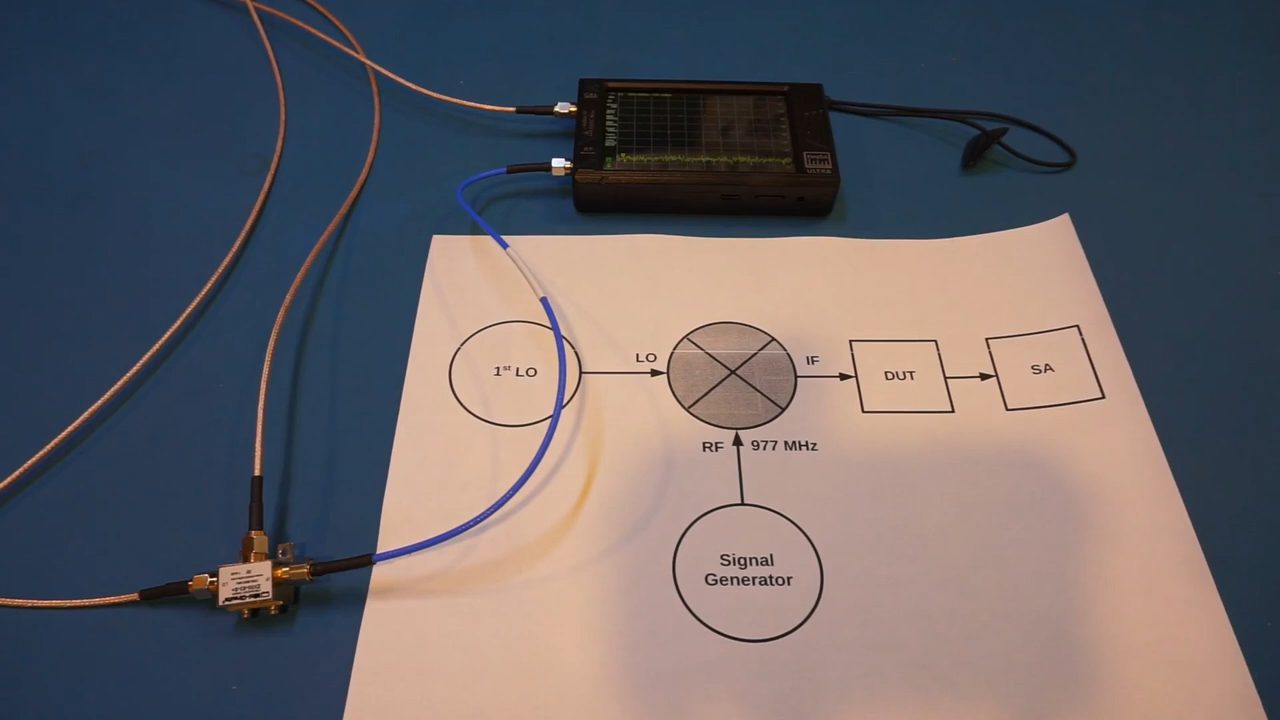 ULTRA
1st LO
LO
IF
DUT
SA
RF
977 MHz
Signal
Generator